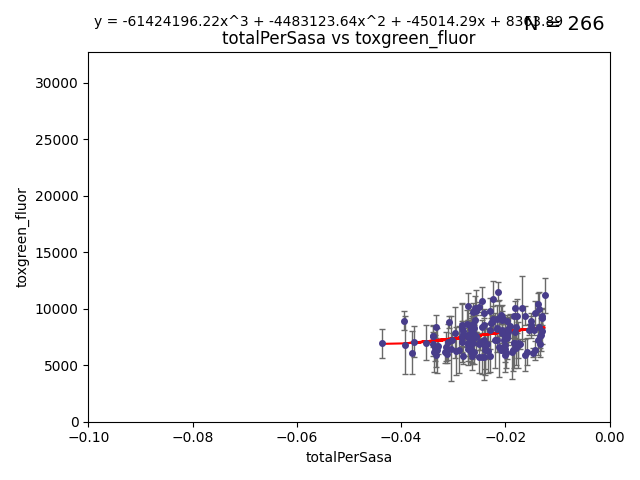 y = -61424196.22x^3 + -4483123.64x^2 + -45014.29x + 8363.89
N = 266
totalPerSasa vs toxgreen_fluor
toxgreen_fluor
30000
25000
20000
15000
10000
5000
0
−0.10
−0.08
−0.06
−0.04
−0.02
0.00
totalPerSasa